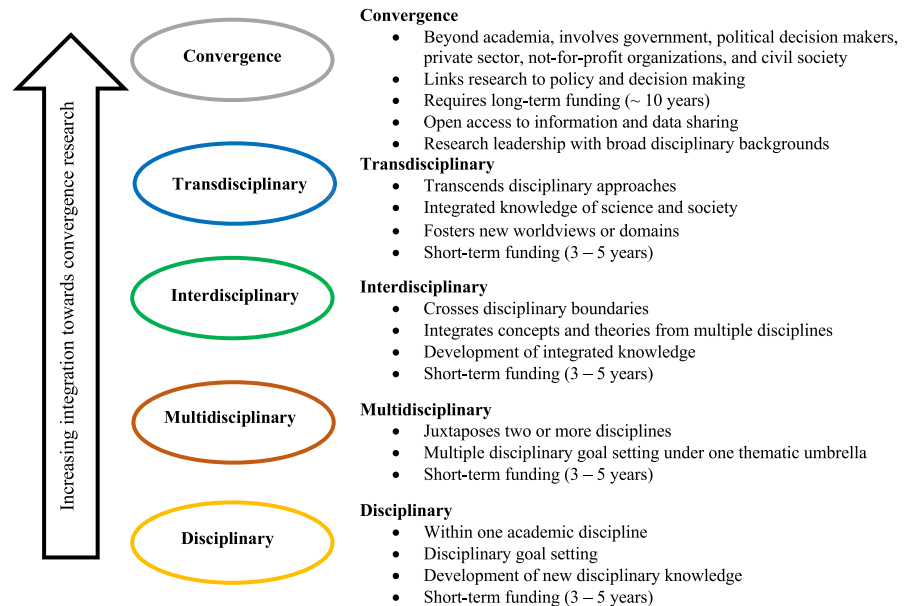 Increasing integration towards convergence research
Convergence
Convergence
• Beyond academia, involves government, political decision makers,
private sector, not-for-profit organizations, and civil society
• Links research to policy and decision making
• Requires long-term funding (~ 10 years)
• Open access to information and data sharing
• Research leadership with broad disciplinary backgrounds
Transdisciplinary
Transdisciplinary
• Transcends disciplinary approaches
• Integrated knowledge of science and society
• Fosters new worldviews or domains
• Short-term funding (3 – 5 years)
Interdisciplinary
Interdisciplinary
• Crosses disciplinary boundaries
• Integrates concepts and theories from multiple disciplines
• Development of integrated knowledge
• Short-term funding (3 – 5 years)
Multidisciplinary
Multidisciplinary
• Juxtaposes two or more disciplines
• Multiple disciplinary goal setting under one thematic umbrella
• Short-term funding (3 – 5 years)
Disciplinary
Disciplinary
• Within one academic discipline
• Disciplinary goal setting
• Development of new disciplinary knowledge
• Short-term funding (3 – 5 years)